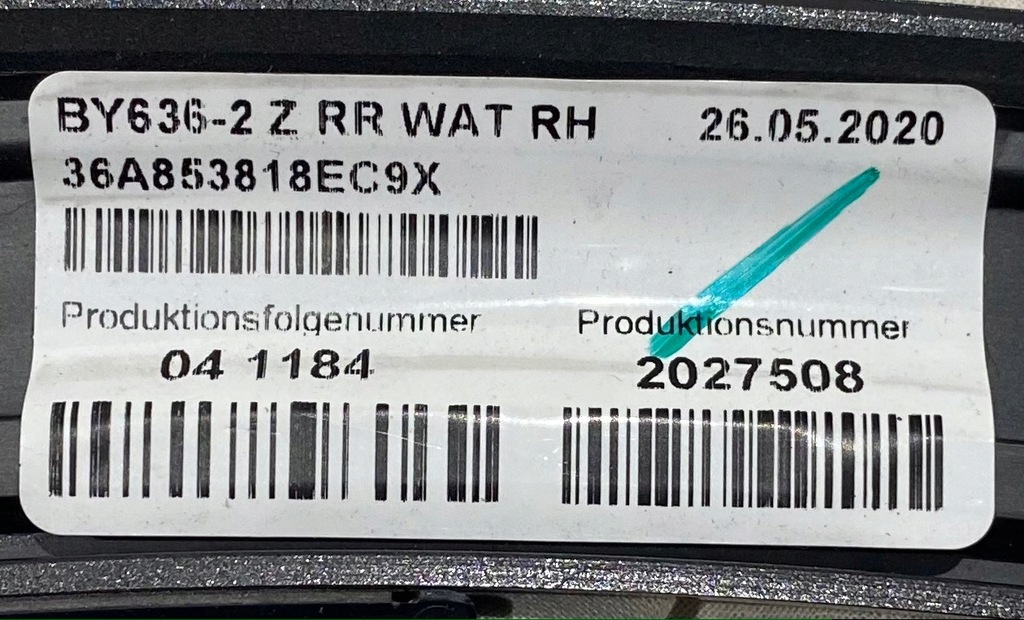 BY636-2 Z RR WAT RH 26.05.2020
36A853818EC9X
Produktionsfolgenummer Produktionsnummer
04 1184 2027508